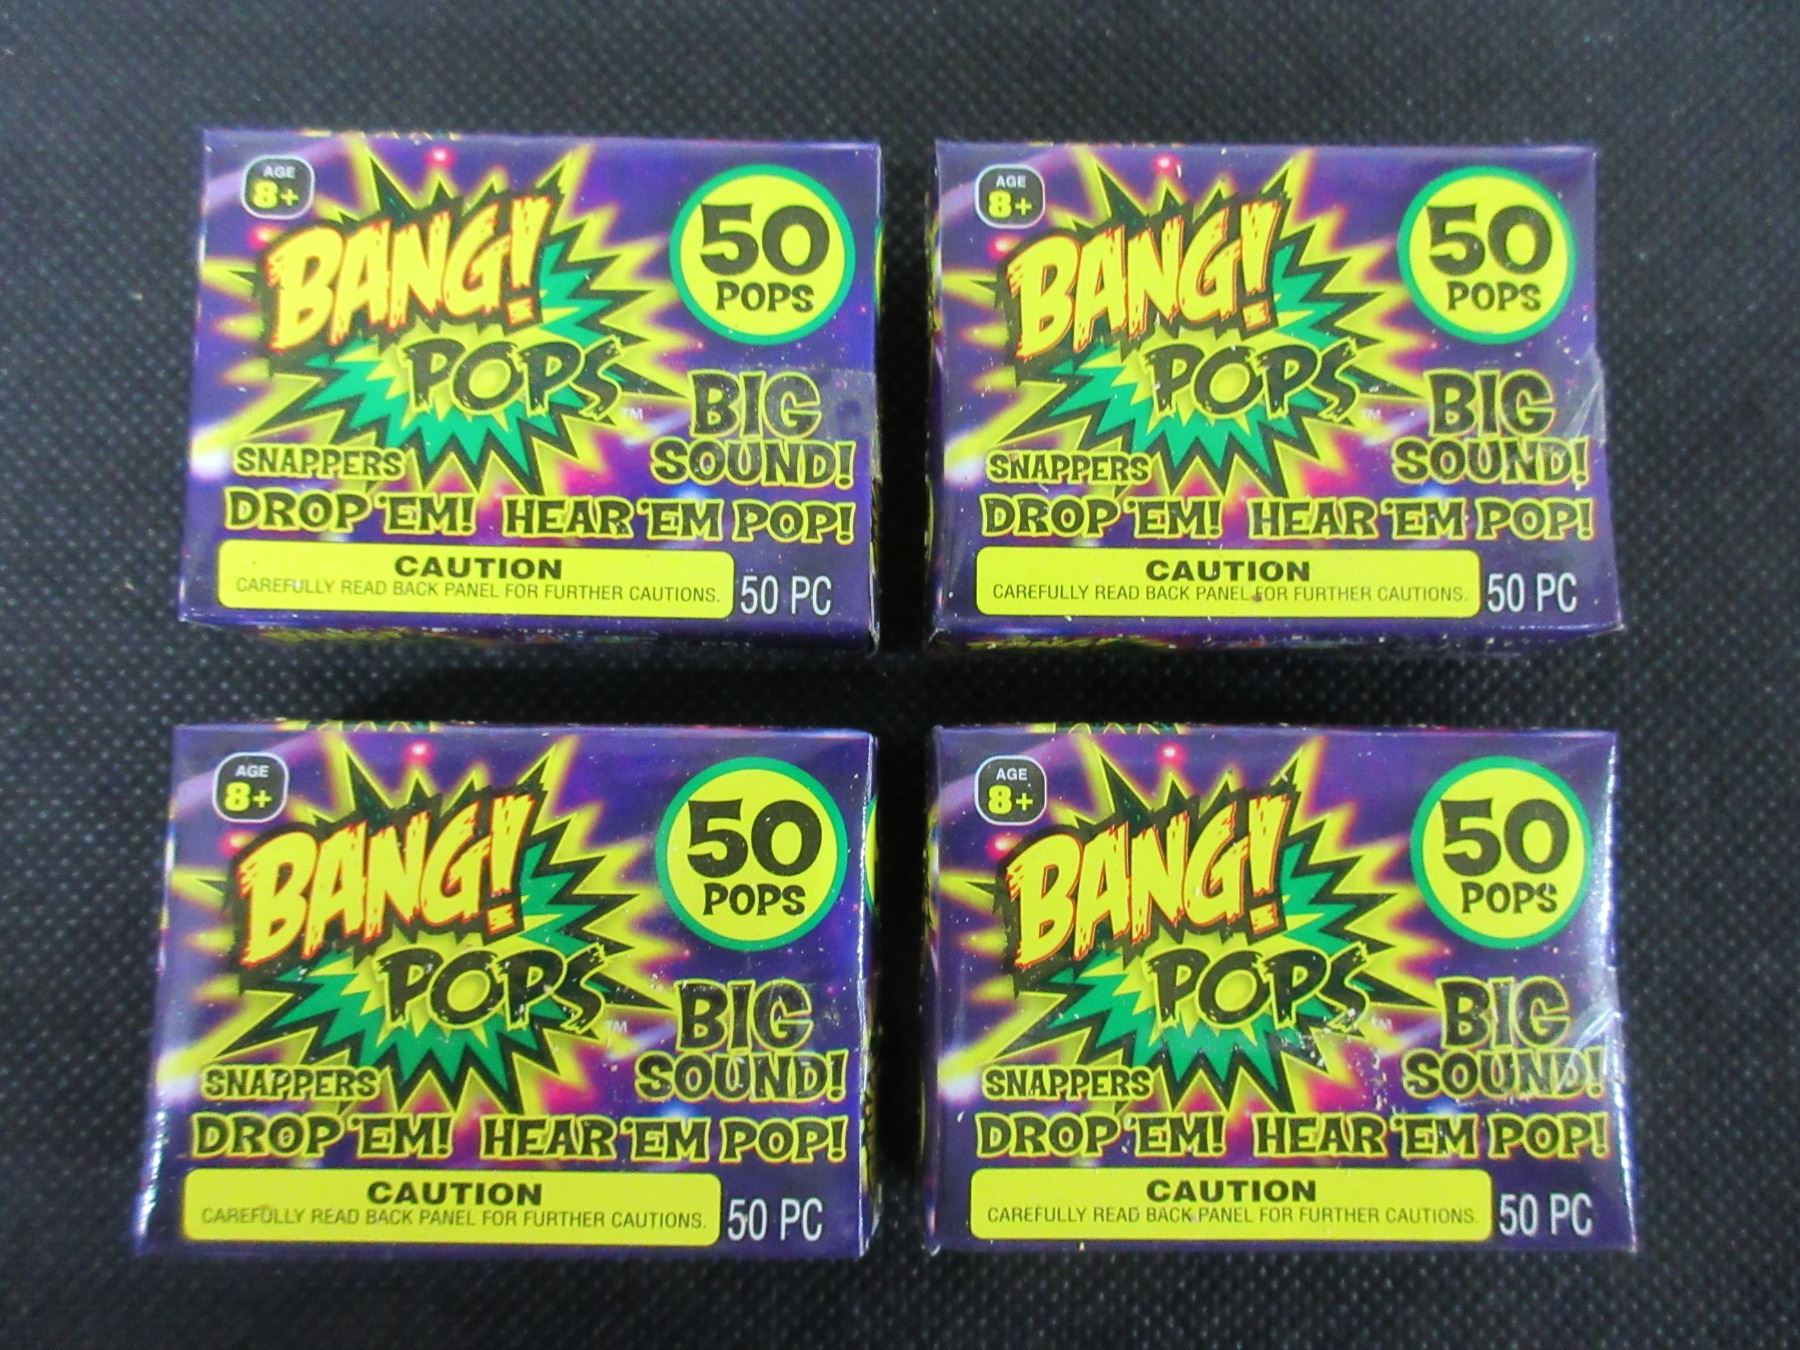 AGE
8+
BANG!
POPS
TM
50
POPS
BIG
SOUND!
SNAPPERS
DROP 'EM! HEAR 'EM POP!
CAUTION
CAREFULLY READ BACK PANEL FOR FURTHER CAUTIONS.
50 PC
AGE
8+
BANG!
POPS
TM
50
POPS
BIG
SOUND!
SNAPPERS
DROP 'EM! HEAR 'EM POP!
CAUTION
CAREFULLY READ BACK PANEL FOR FURTHER CAUTIONS.
50 PC
AGE
8+
BANG!
POPS
TM
50
POPS
BIG
SOUND!
SNAPPERS
DROP 'EM! HEAR 'EM POP!
CAUTION
CAREFULLY READ BACK PANEL FOR FURTHER CAUTIONS.
50 PC
AGE
8+
BANG!
POPS
TM
50
POPS
BIG
SOUND!
SNAPPERS
DROP 'EM! HEAR 'EM POP!
CAUTION
CAREFULLY READ BACK PANEL FOR FURTHER CAUTIONS.
50 PC